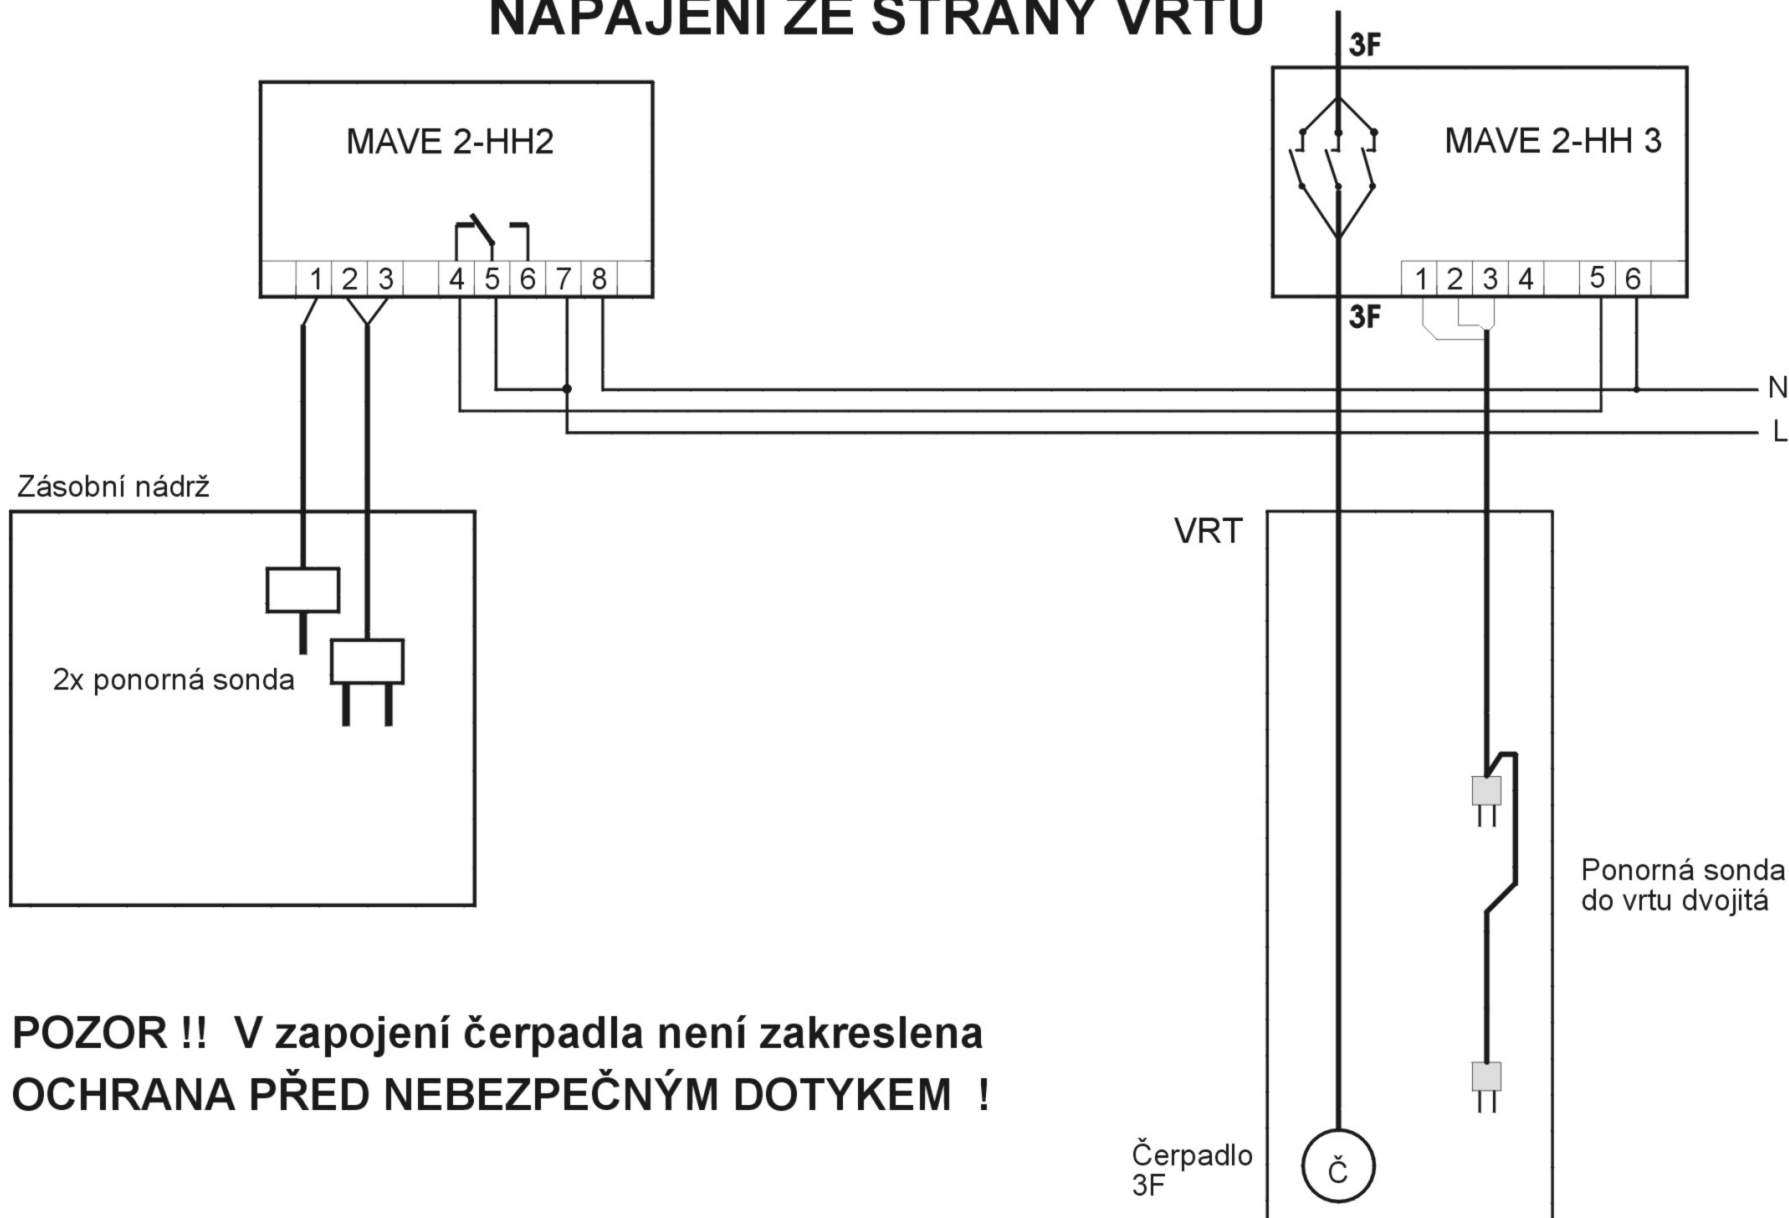 NAPÁJENÍ ZE STRANY VRTU
3F
MAVE 2-HH2
MAVE 2-HH 3
1 2 3 4 5 6 7 8
1 2 3 4 5 6
3F
N
L
Zásobní nádrž
VRT
2x ponorná sonda
Ponorná sonda
do vrtu dvojitá
POZOR !! V zapojení čerpadla není zakreslena
OCHRANA PŘED NEBEZPEČNÝM DOTYKEM !
Čerpadlo
3F
Č